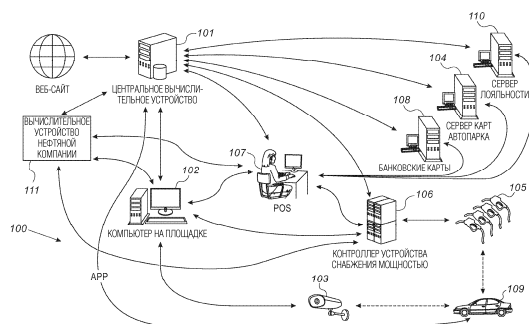 110
101
104
СЕРВЕР
ЛОЯЛЬНОСТИ
ВЕБ-САЙТ
ЦЕНТРАЛЬНОЕ ВЫЧИСЛИ-
ТЕЛЬНОЕ УСТРОЙСТВО
108
СЕРВЕР КАРТ
АВТОПАРКА
ВЫЧИСЛИТЕЛЬНОЕ
УСТРОЙСТВО
НЕФТЯНОЙ
КОМПАНИИ
111
107
БАНКОВСКИЕ КАРТЫ
102
POS
106
105
100
КОМПЬЮТЕР НА ПЛОЩАДКЕ
КОНТРОЛЛЕР УСТРОЙСТВА
СНАБЖЕНИЯ МОЩНОСТЬЮ
APP
103
109